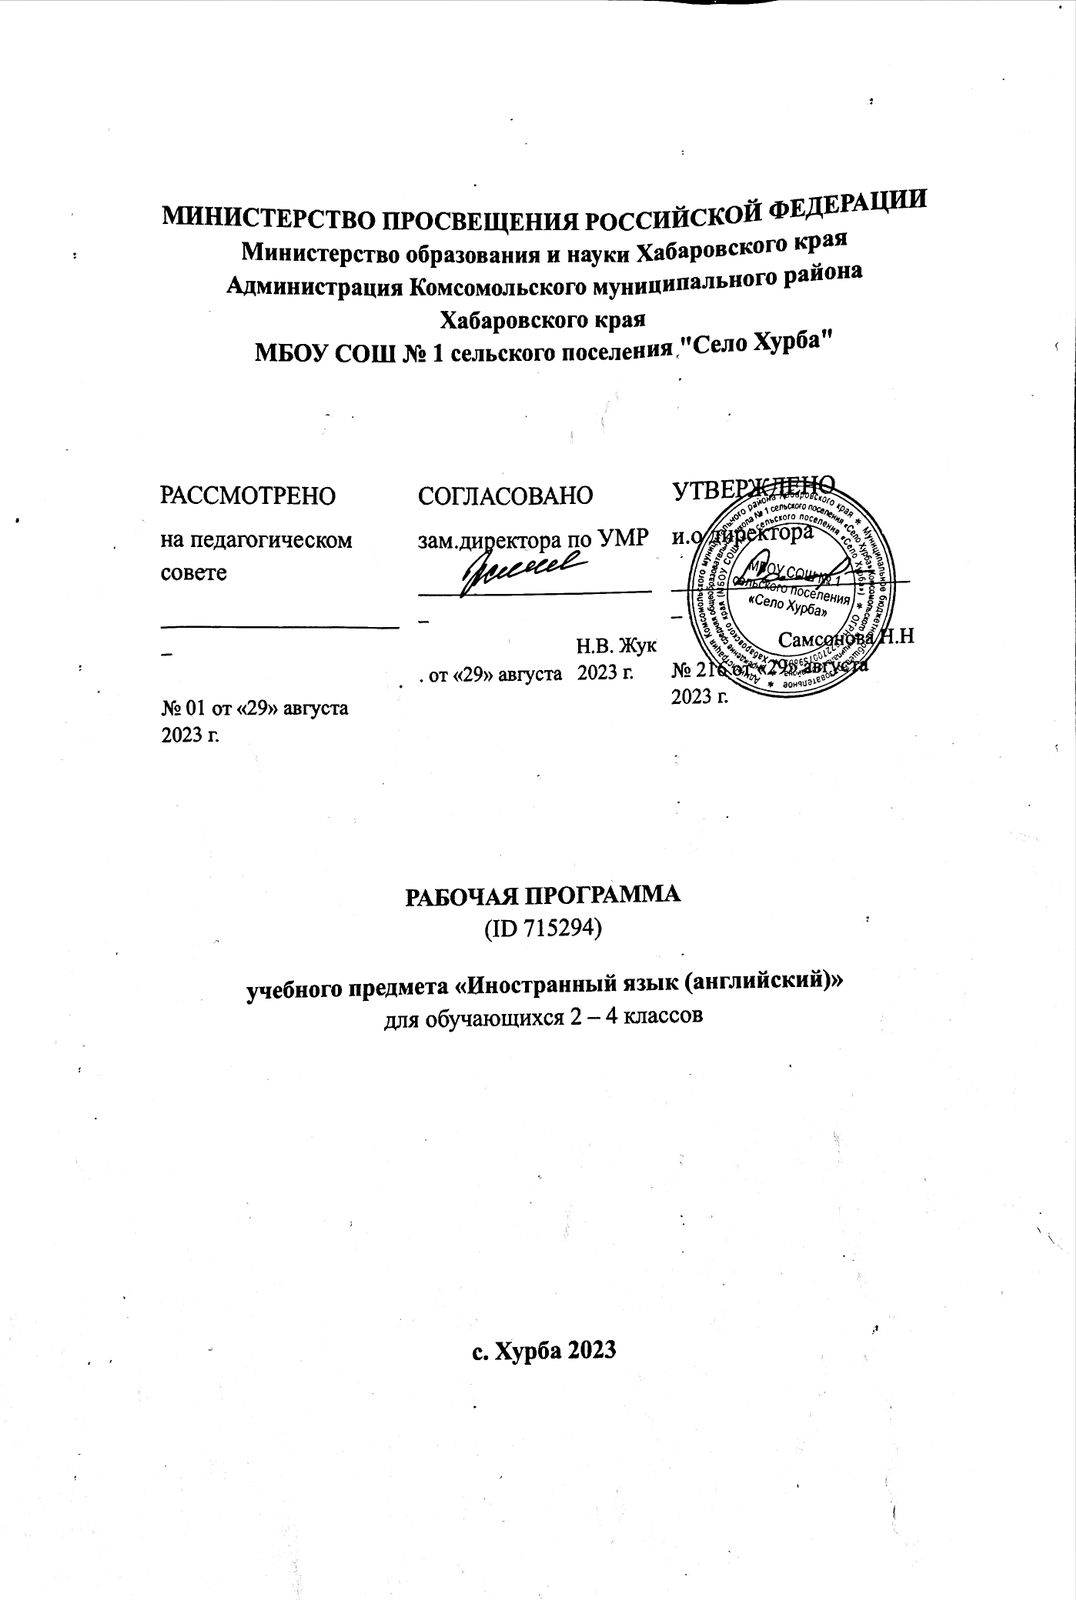 МИНИСТЕРСТВО ПРОСВЕЩЕНИЯ РОССИЙСКОЙ ФЕДЕРАЦИИ
Министерство образования и науки Хабаровского края
Администрация Комсомольского муниципального района
Хабаровского края
МБОУ СОШ № 1 сельского поселения "Село Хурба"
РАССМОТРЕНО
на педагогическом
совете
№ 01 от «29» августа
2023 г.
СОГЛАСОВАНО
зам.директора по УМР
Н.В. Жук
. от «29» августа 2023 г.
УТВЕРЖДЕНО
и.о директора
МБОУ СОШ № 1
сельского поселения
«Село Хурба»
Самсонова Н.Н
№ 216 от «29» августа
2023 г.
РАБОЧАЯ ПРОГРАММА
(ID 715294)
учебного предмета «Иностранный язык (английский)»
для обучающихся 2 – 4 классов
с. Хурба 2023